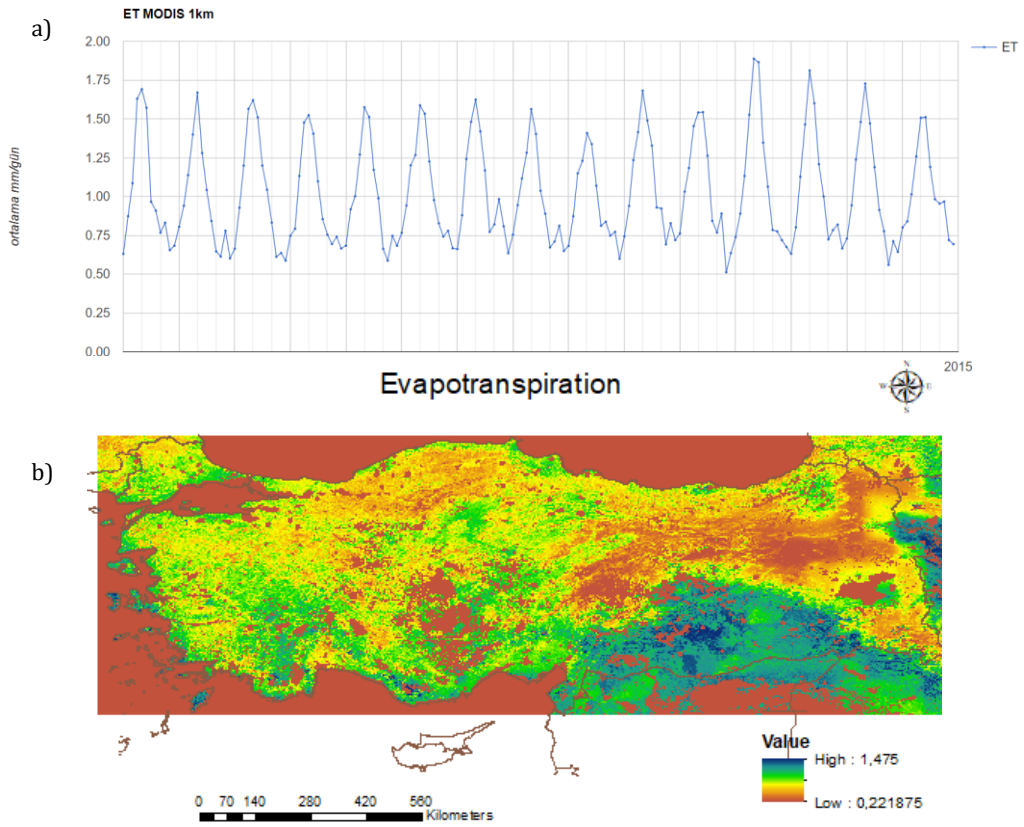 ET MODIS 1km
a)
2.00
1.75
1.50
1.25
1.00
0.75
0.50
0.25
0.00
ortalama mm/gün
ET
2015
Evapotranspiration
N
W E
S
b)
Value
High : 1,475
Low : 0,221875
0 70 140 280 420 560
Kilometers